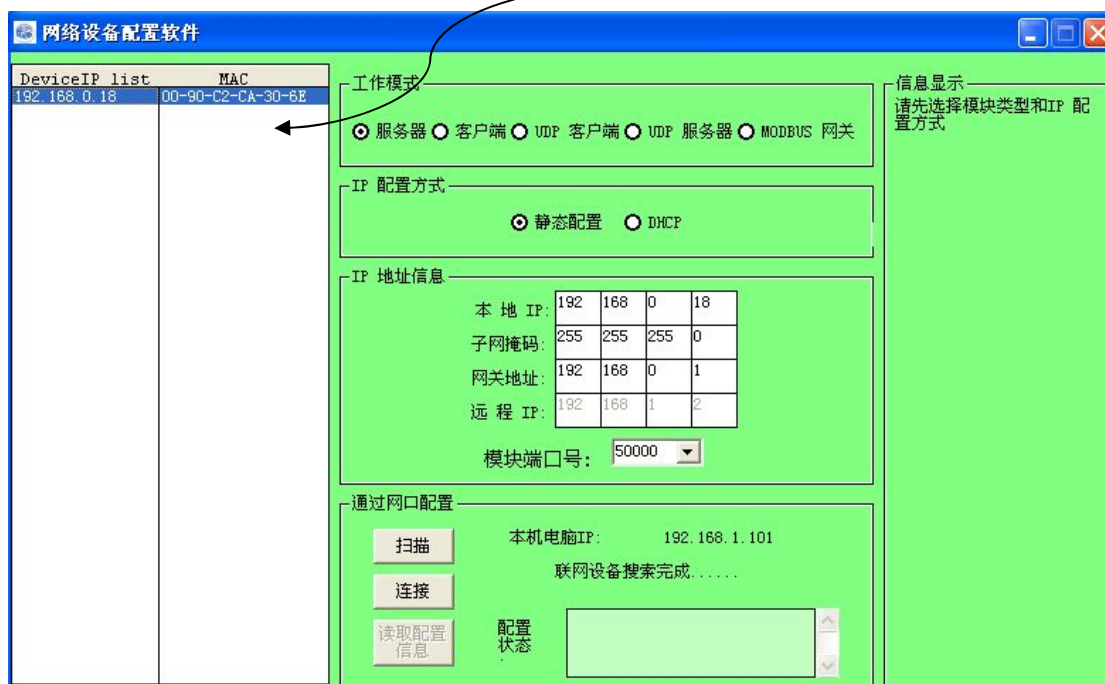 网络设备配置软件
DeviceIP list MAC
192.168.0.18 00-90-C2-CA-30-6E
工作模式
服务器 客户端 UDP 客户端 UDP 服务器 MODBUS 网关
IP 配置方式
静态配置 DHCP
IP 地址信息
本 地 IP: 192 168 0 18
子网掩码: 255 255 255 0
网关地址: 192 168 0 1
远 程 IP: 192 168 1 2
模块端口号: 50000
通过网口配置
扫描
本机电脑IP: 192.168.1.101
联网设备搜索完成......
连接
读取配置
信息
配置
状态
信息显示
请先选择模块类型和IP 配
置方式